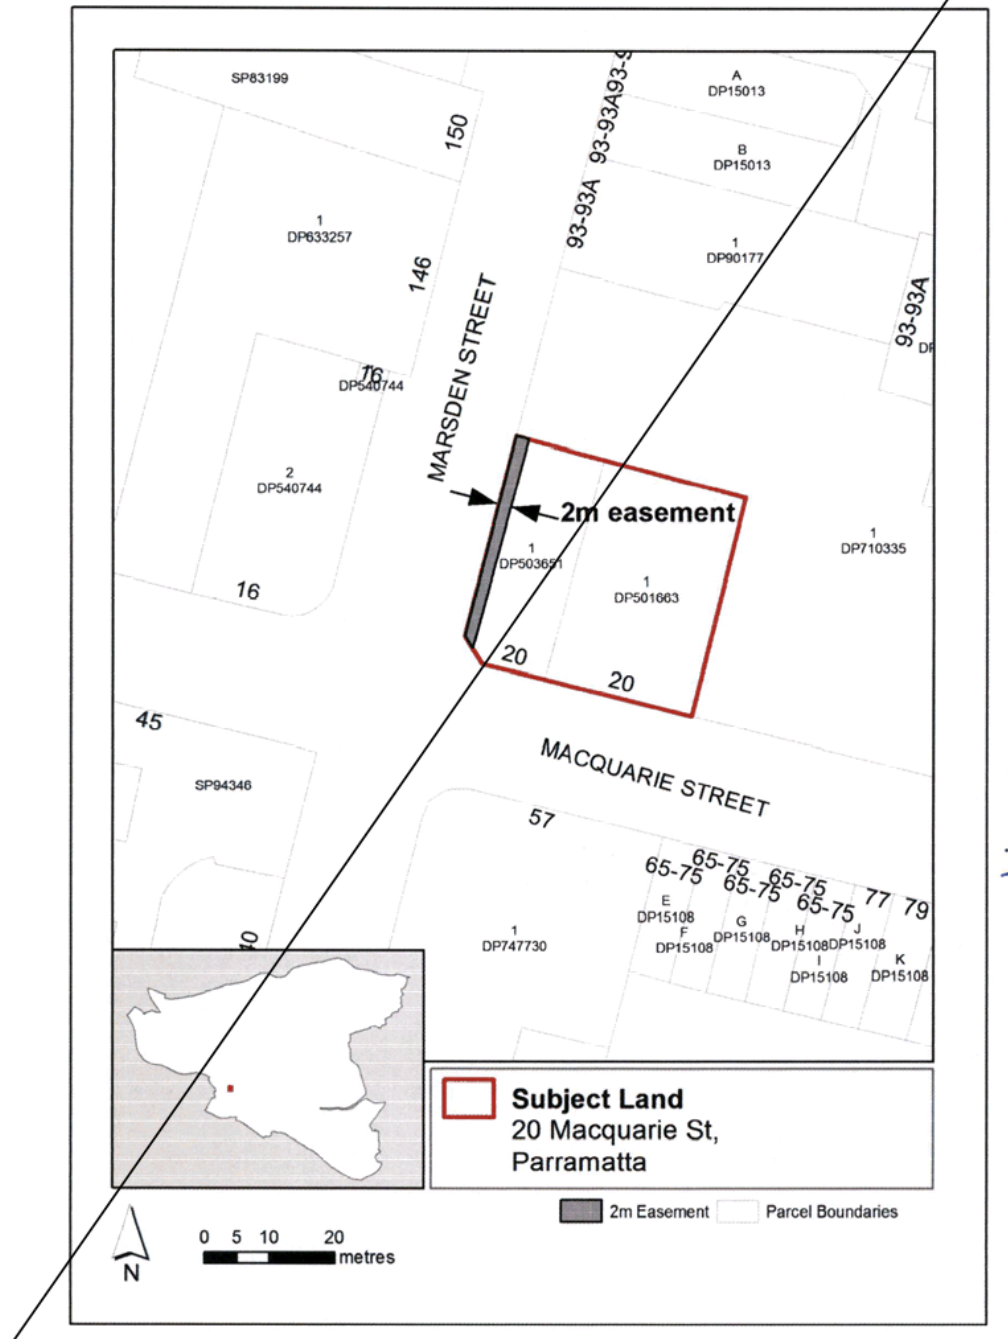 SP83199
150
93-93A
93-93A
A
DP15013
B
DP15013
1
DP633257
146
93-93A
1
DP90177
93-93A
MARSDEN STREET
16
DP540744
2
DP540744
16
2m easement
1
DP503651
1
DP501663
1
DP710335
20
20
45
SP94346
MACQUARIE STREET
57
65-75
65-75
65-75
65-75
65-75
77
79
E
DP15108
F
DP15108
G
DP15108
H
DP15108
I
DP15108
J
DP15108
K
DP15108
1
DP747730
40
Subject Land
20 Macquarie St,
Parramatta
2m Easement
Parcel Boundaries
0 5 10 20
metres
N